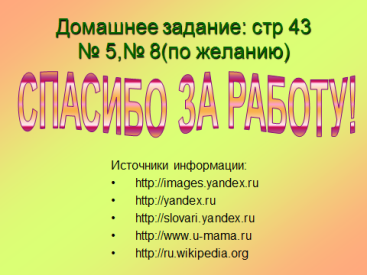 Домашнее задание: стр 43
№ 5,№ 8(по желанию)
СПАСИБО ЗА РАБОТУ!
Источники информации:
• http://images.yandex.ru
• http://yandex.ru
• http://slovari.yandex.ru
• http://www.u-mama.ru
• http://ru.wikipedia.org